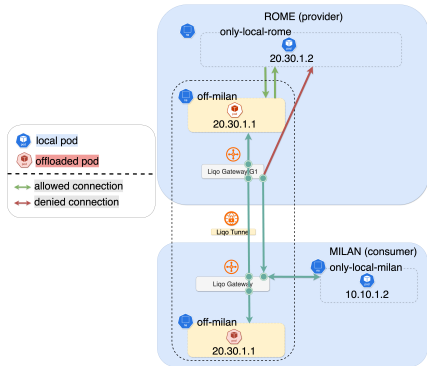 ROME (provider)
only-local-rome
20.30.1.2
off-milan
20.30.1.1
local pod
offloaded pod
allowed connection
denied connection
Liqo Gateway G1
Liqo Tunnel
MILAN (consumer)
only-local-milan
10.10.1.2
Liqo Gateway
off-milan
20.30.1.1